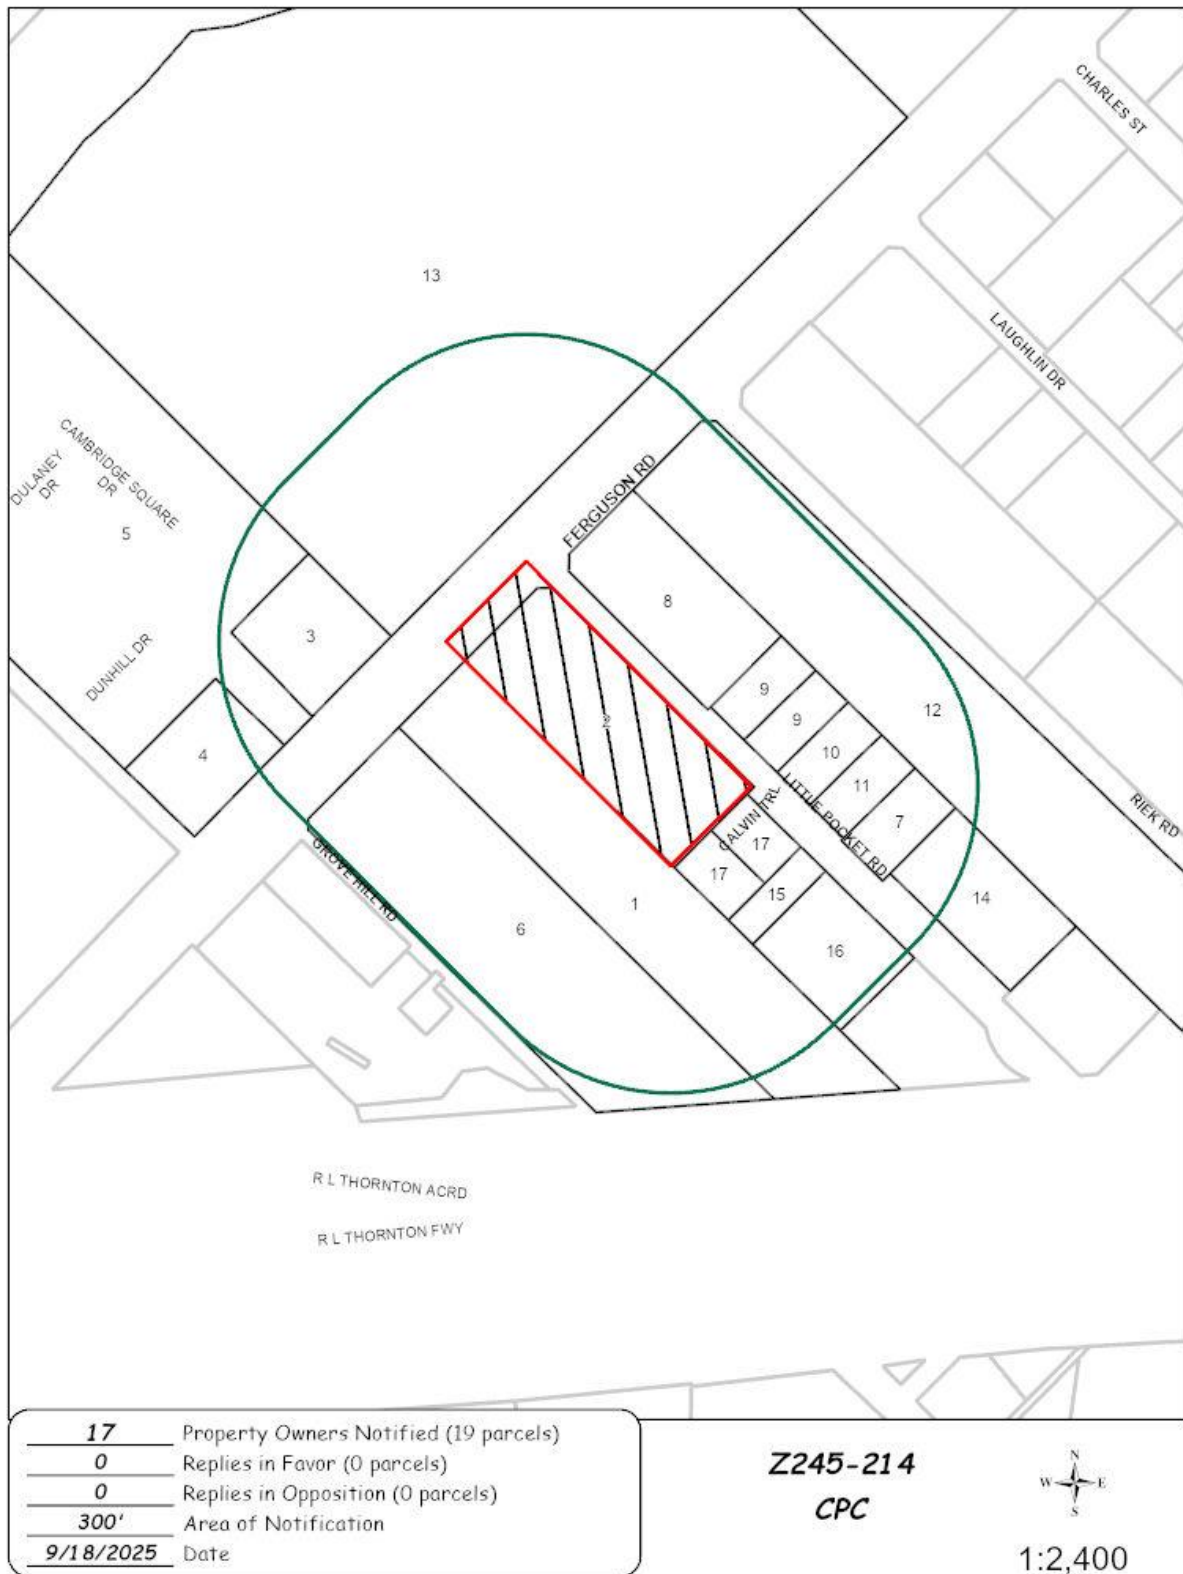 CHARLES ST
13
LAUGHLIN DR
CAMBRIDGE SQUARE
DR
DULANEY
DR
5
FERGUSON RD
8
3
DUNHILL DR
9
2
9
12
4
10
11
LITTLE POCKET RD
CALVIN TRL
RIEK RD
7
17
17
GROVE HILL RD
15
14
1
6
16
R L THORNTON ACRD
R L THORNTON FWY
17 Property Owners Notified (19 parcels)
0 Replies in Favor (0 parcels)
0 Replies in Opposition (0 parcels)
300' Area of Notification
9/18/2025 Date
Z245-214
CPC
N
W E
S
1:2,400